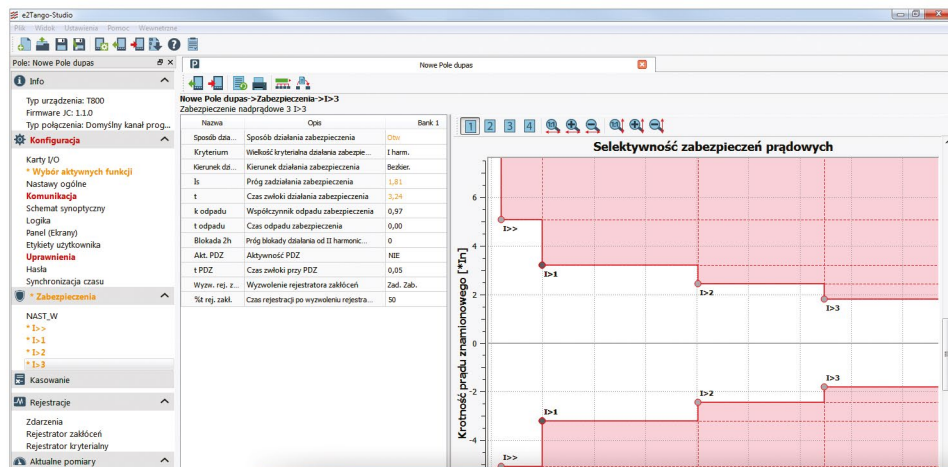 e2Tango-Studio
Plik Widok Ustawienia Pomoc Wewnetrzne
Pole: Nowe Pole dupas
Nowe Pole dupas
Info
Typ urządzenia: T800
Firmware JC: 1.1.0
Typ połączenia: Domyślny kanał prog...
Konfiguracja
Karty I/O
* Wybór aktywnych funkcji
Nastawy ogólne
Komunikacja
Schemat synoptyczny
Logika
Panel (Ekrany)
Etykiety użytkownika
Uprawnienia
Hasła
Synchronizacja czasu
* Zabezpieczenia
NAST_W
* I>>
* I>1
* I>2
* I>3
Kasowanie
Rejestracje
Zdarzenia
Rejestrator zakłóceń
Rejestrator kryterialny
Aktualne pomiary
Nowe Pole dupas->Zabezpieczenia->I>3
Zabezpieczenie nadprądowe 3 I>3
Nazwa Opis Bank 1
Sposób dzia... Sposób działania zabezpieczenia Otw
Kryterium Wielkość kryterialna działania zabezpie... I harm.
Kierunek dzi... Kierunek działania zabezpieczenia Bezkier.
Is Próg zadziałania zabezpieczenia 1,81
t Czas zwłoki działania zabezpieczenia 3,24
k odpadu Współczynnik odpadu zabezpieczenia 0,97
t odpadu Czas odpadu zabezpieczenia 0,00
Blokada 2h Próg blokady działania od II harmonic... 0
Akt. PDZ Aktywność PDZ NIE
t PDZ Czas zwłoki przy PDZ 0,05
Wyzw. rej. z... Wyzwolenie rejestratora zakłóceń Zad. Zab.
%t rej. zakł. Czas rejestracji po wyzwoleniu rejestra... 50
1 2 3 4
Selektywność zabezpieczeń prądowych
Krotność prądu znamionowego [*In]
6
4
2
0
-2
-4
I>>
I>1
I>2
I>3
I>3
I>2
I>1
I>>